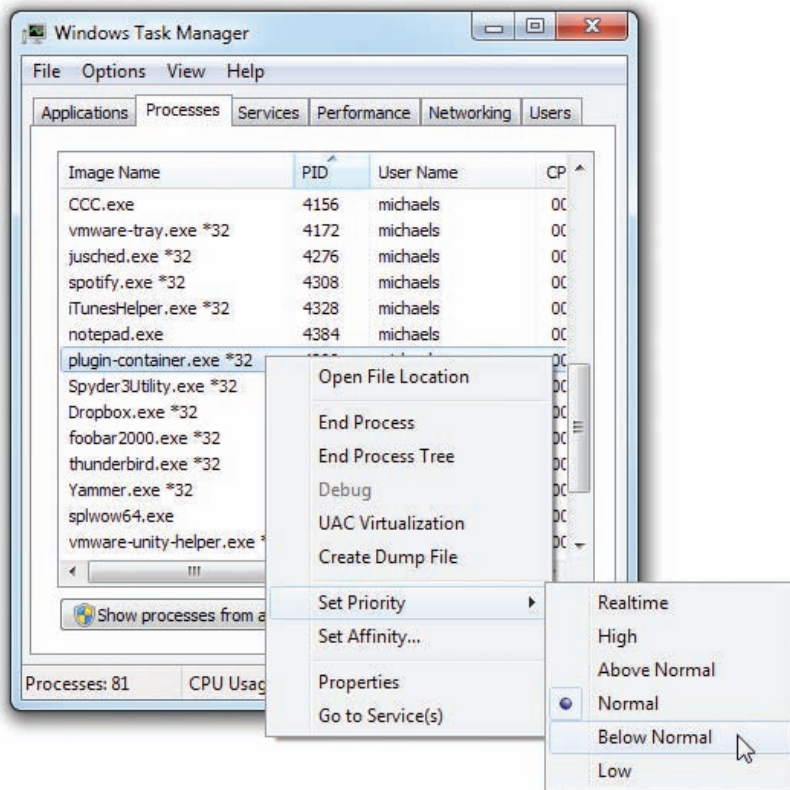 Windows Task Manager
File Options View Help
Applications Processes Services Performance Networking Users
Image Name PID User Name CP
CCC.exe 4156 michaels 00
vmware-tray.exe *32 4172 michaels 00
jusched.exe *32 4276 michaels 00
spotify.exe *32 4308 michaels 00
iTunesHelper.exe *32 4328 michaels 00
notepad.exe 4384 michaels 00
plugin-container.exe *32
Spyder3Utility.exe *32
Dropbox.exe *32
foobar2000.exe *32
thunderbird.exe *32
Yammer.exe *32
splwow64.exe
vmware-unity-helper.exe
Show processes from a
Processes: 81 CPU Usag
Open File Location
End Process
End Process Tree
Debug
UAC Virtualization
Create Dump File
Set Priority
Set Affinity...
Properties
Go to Service(s)
Realtime
High
Above Normal
Normal
Below Normal
Low